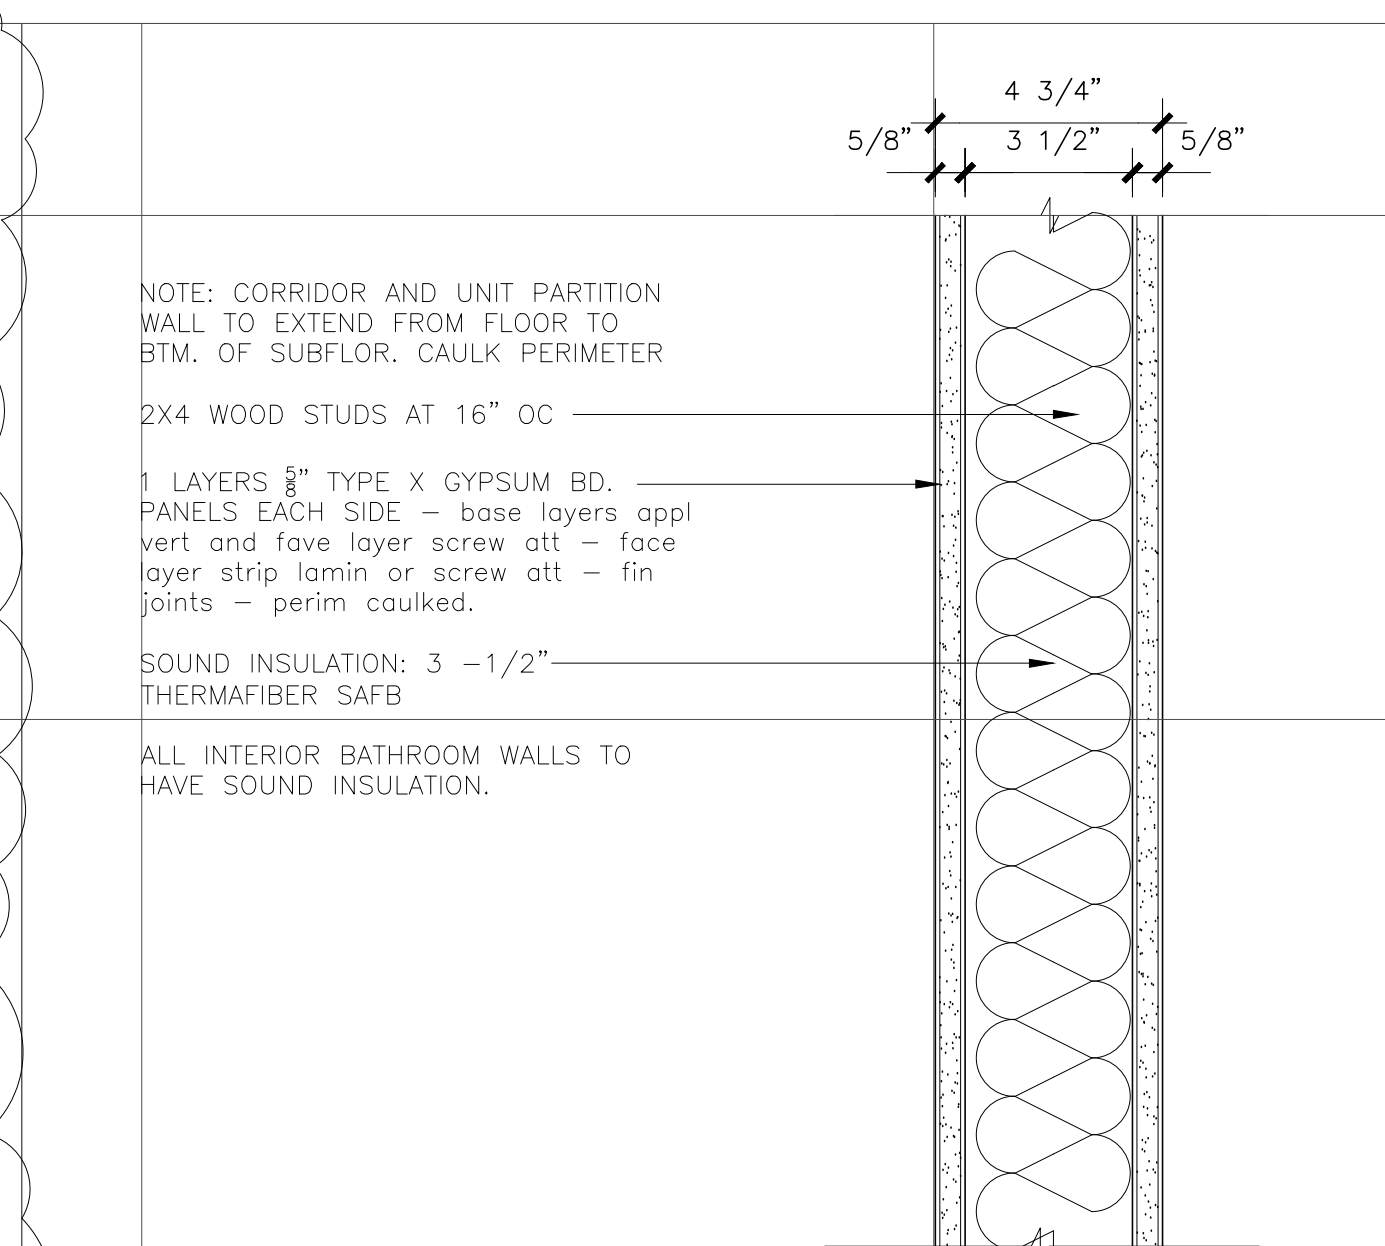 4 3/4"
5/8" 3 1/2" 5/8"
NOTE: CORRIDOR AND UNIT PARTITION
WALL TO EXTEND FROM FLOOR TO
BTM. OF SUBFLOR. CAULK PERIMETER
2X4 WOOD STUDS AT 16" OC
1 LAYERS 5/8" TYPE X GYPSUM BD.
PANELS EACH SIDE – base layers appl
vert and fave layer screw att – face
layer strip lamin or screw att – fin
joints – perim caulked.
SOUND INSULATION: 3 –1/2"
THERMAFIBER SAFB
ALL INTERIOR BATHROOM WALLS TO
HAVE SOUND INSULATION.